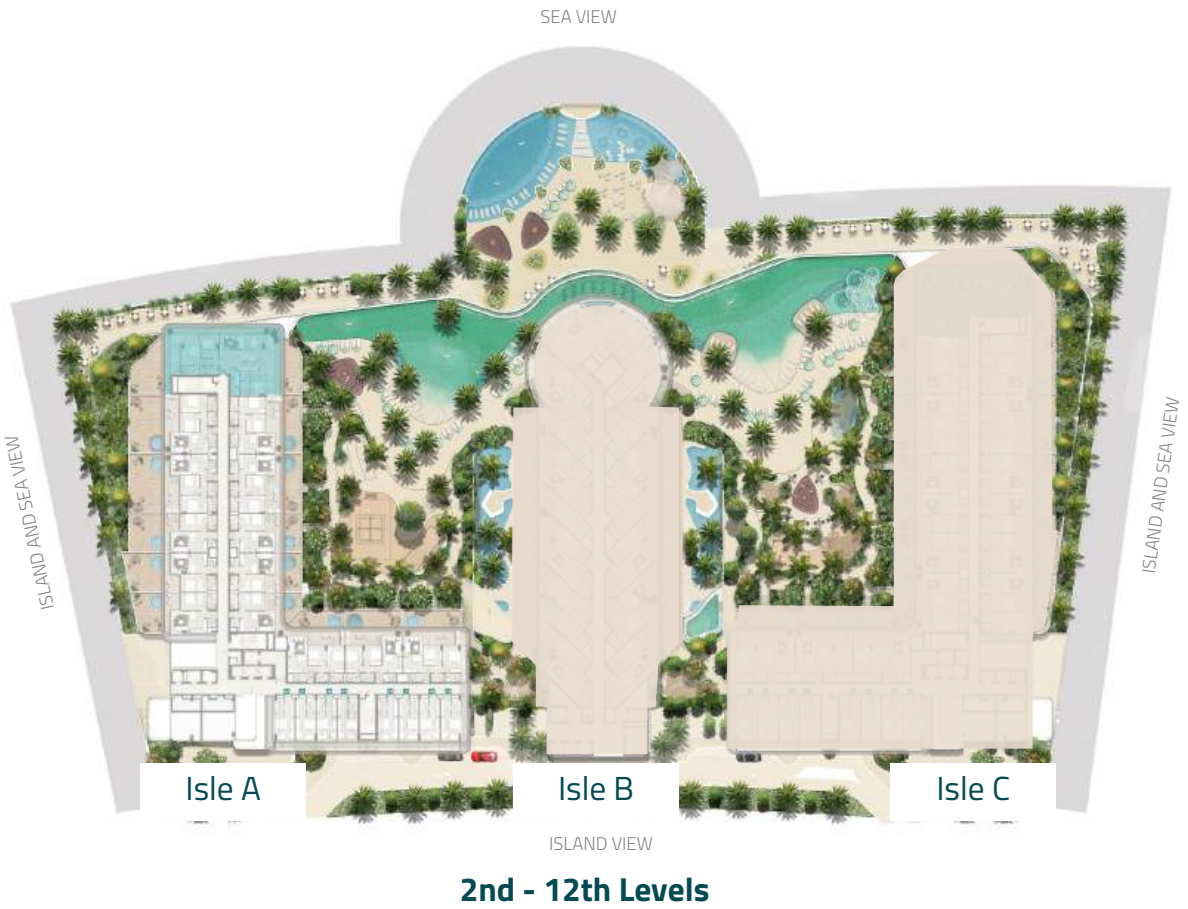 SEA VIEW
ISLAND AND SEA VIEW
ISLAND AND SEA VIEW
Isle A
Isle B
Isle C
ISLAND VIEW
2nd - 12th Levels